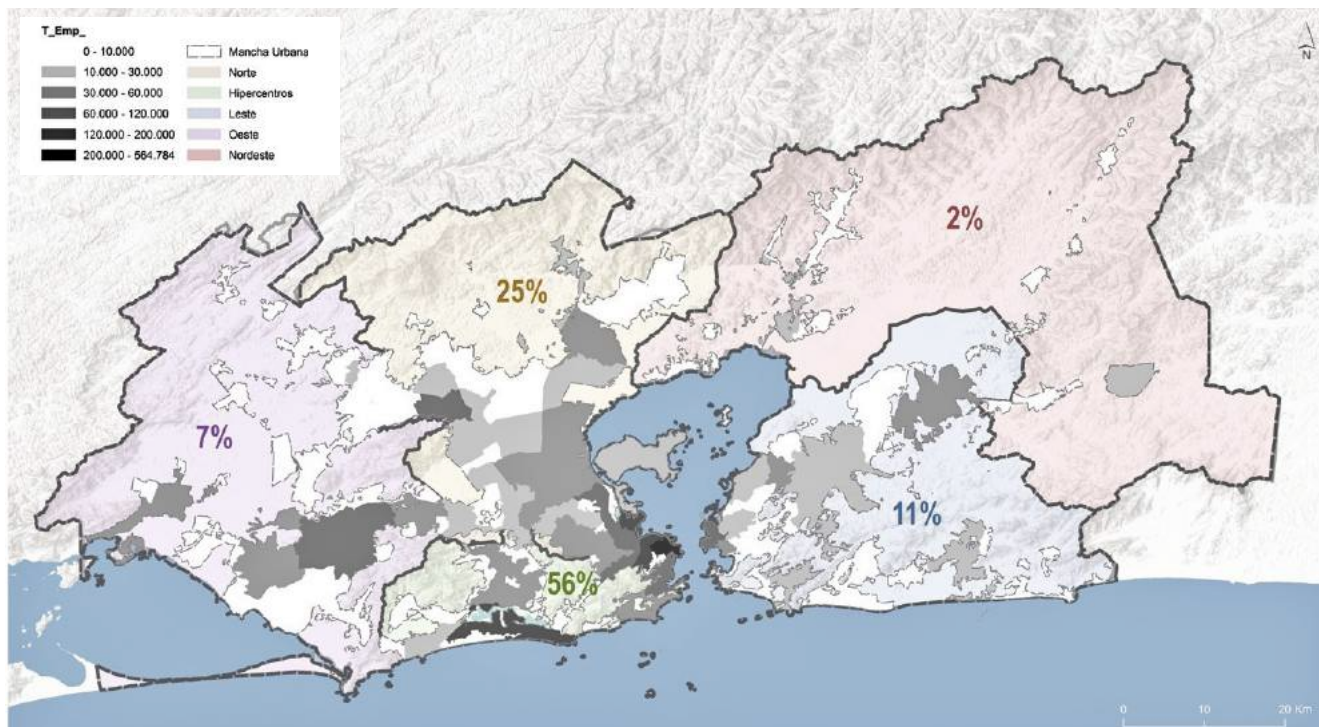 T_Emp_
0 - 10.000
10.000 - 30.000
30.000 - 60.000
60.000 - 120.000
120.000 - 200.000
200.000 - 564.784
Mancha Urbana
Norte
Hipercentros
Leste
Oeste
Nordeste
N
2%
25%
7%
11%
56%
0 10 20 Km